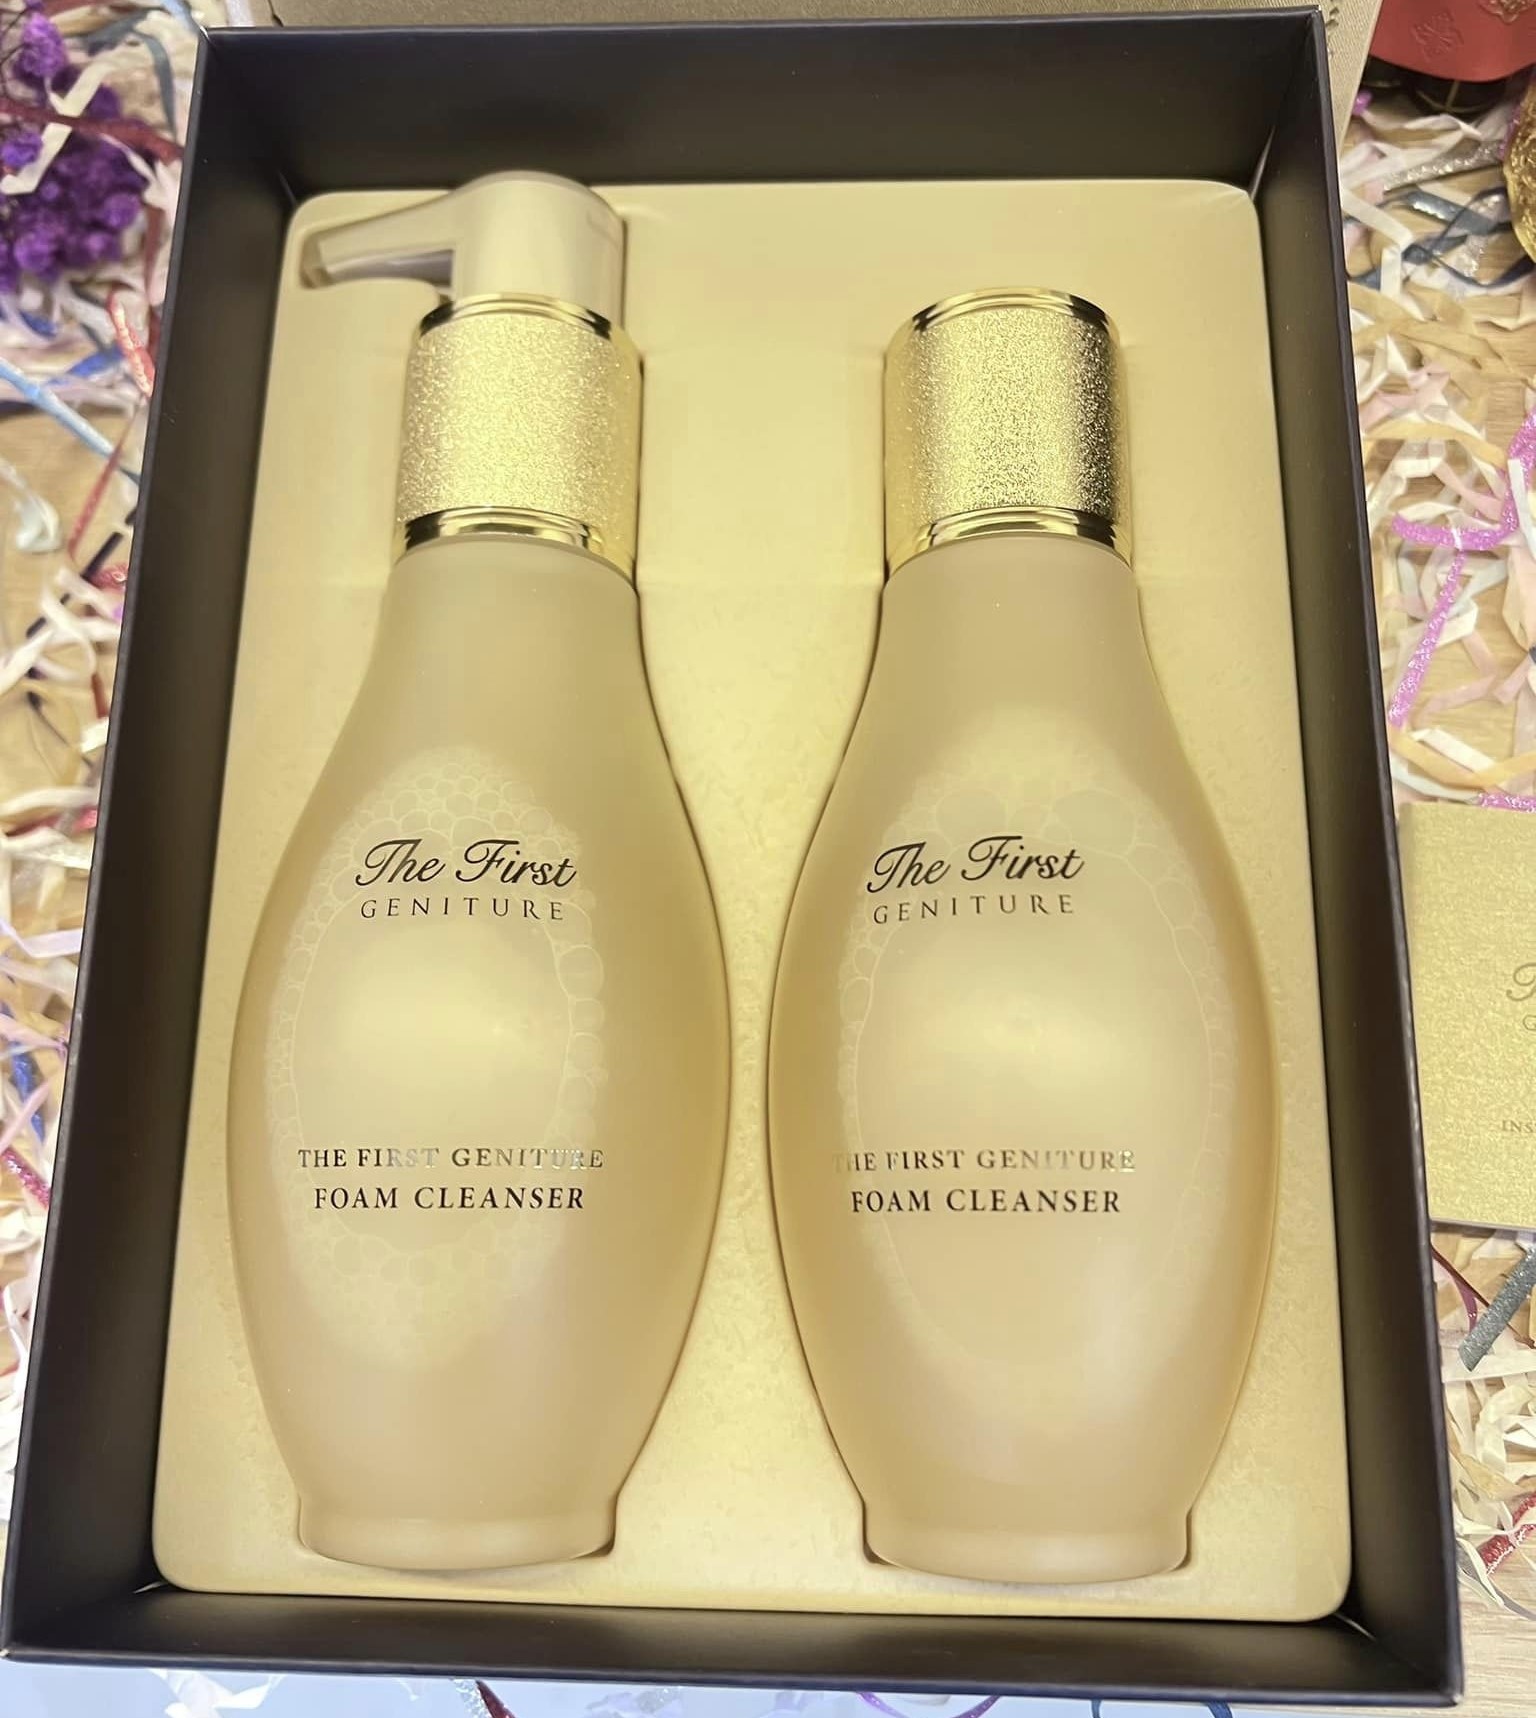 The First
GENITURE
THE FIRST GENITURE
FOAM CLEANSER
The First
GENITURE
THE FIRST GENITURE
FOAM CLEANSER